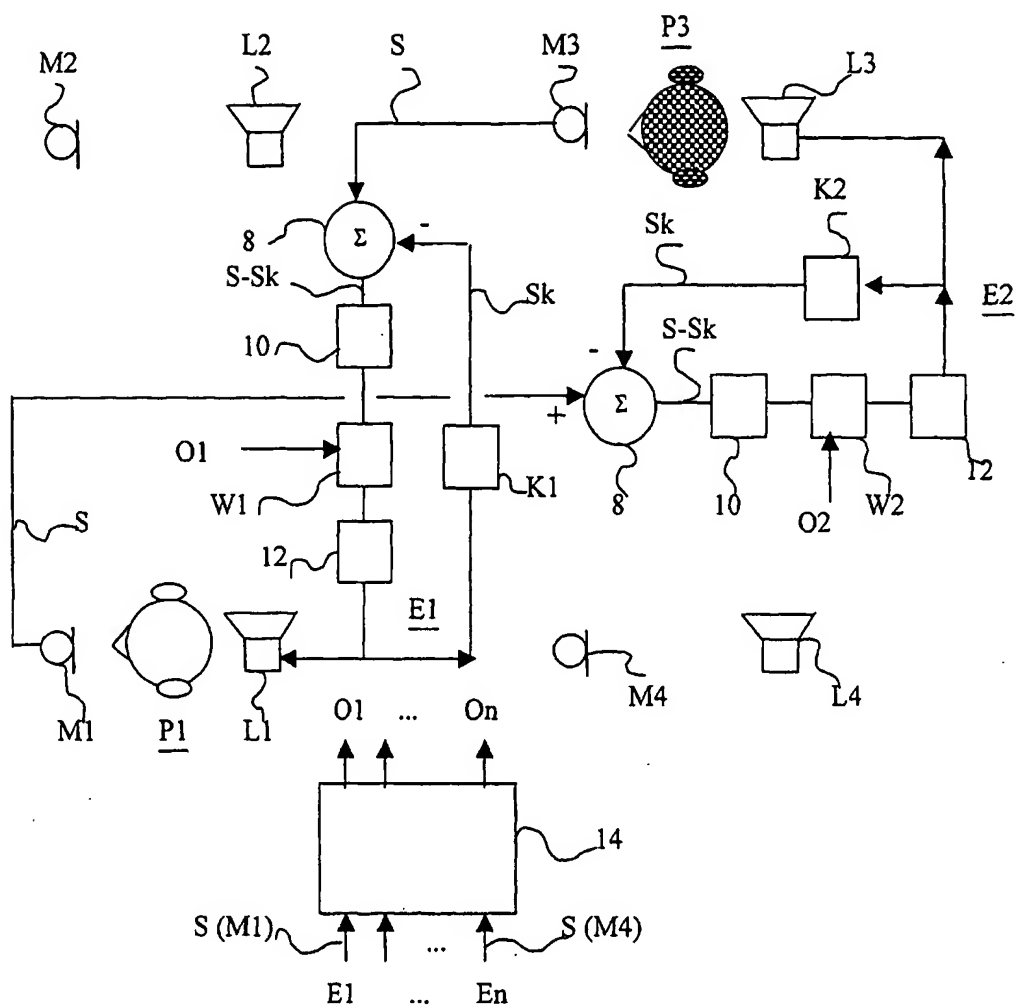 M2 L2 S M3 P3 L3
K2
8 Σ - Sk
S-Sk Sk E2
10 - S-Sk
+ Σ
O1 K1 12
W1 8 10 O2 W2
S 12
E1
M1 P1 L1 M4 L4
O1 ... On
14
S (M1) ... S (M4)
E1 ... En